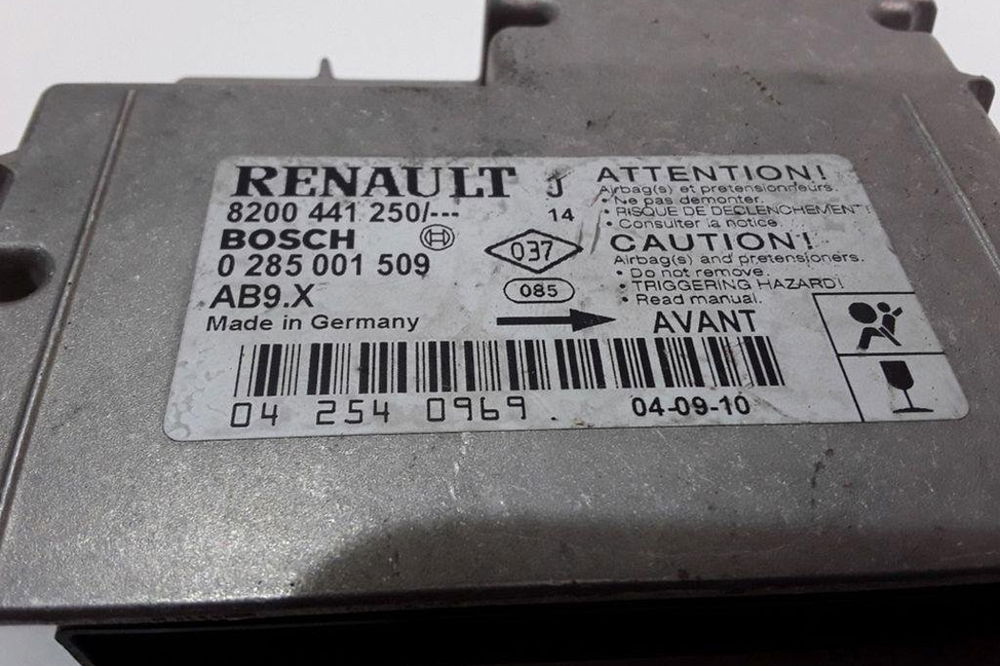 RENAULT J
8200 441 250/--- 14
BOSCH
0 285 001 509
AB9.X
Made in Germany
037
085
ATTENTION!
Airbag(s) et pretensionneurs.
• Ne pas demonter.
• RISQUE DE DECLENCHEMENT!
• Consulter la notice.
CAUTION!
Airbag(s) and pretensioners.
• Do not remove.
• TRIGGERING HAZARD!
• Read manual.
AVANT
04 254 0969 .
04-09-10